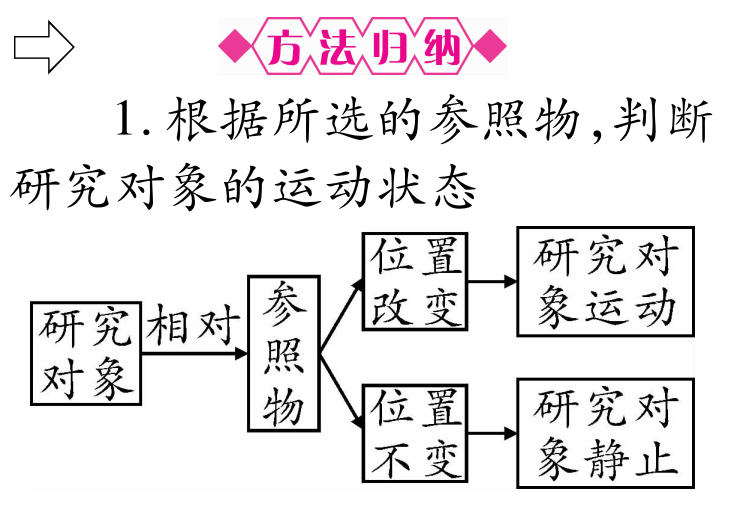 方法归纳
1. 根据所选的参照物,判断
研究对象的运动状态
研究
对象
相对
参
照
物
位置
改变
研究对
象运动
位置
不变
研究对
象静止